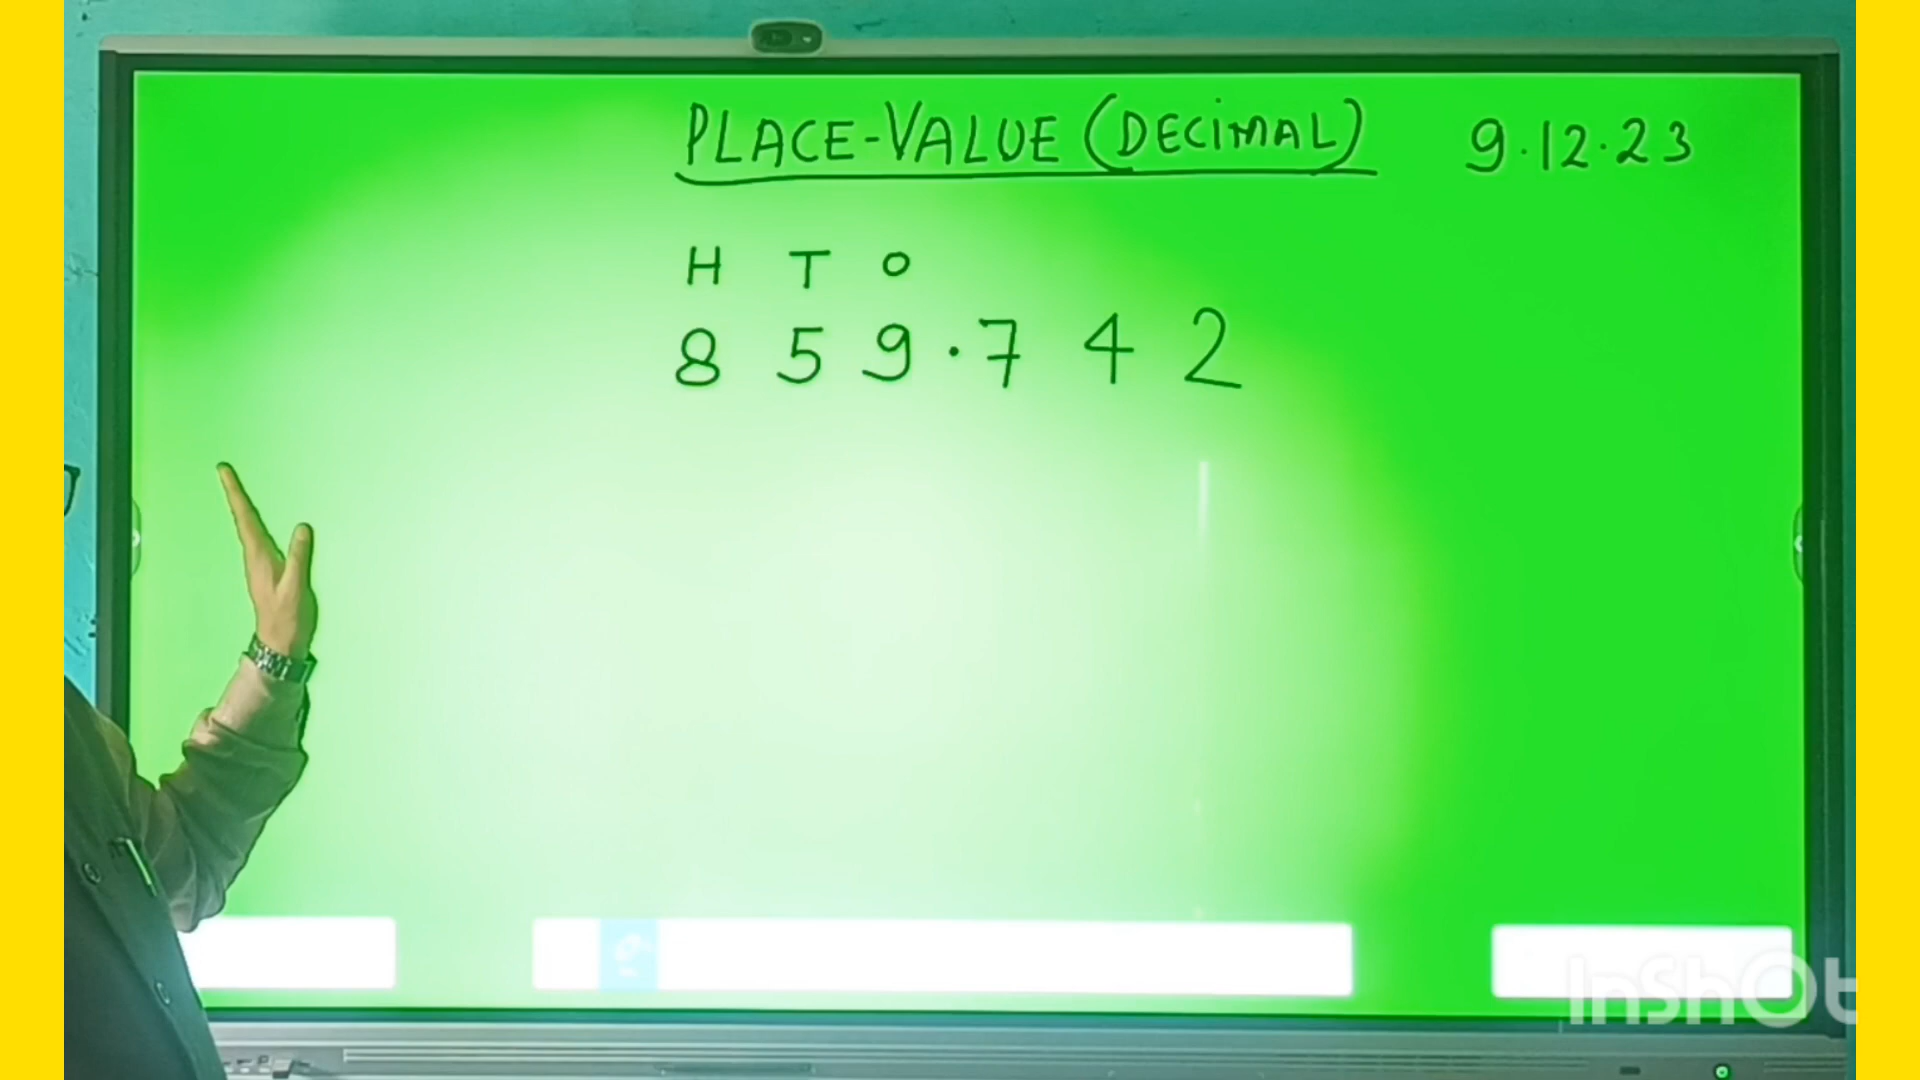 PLACE-VALUE (DECIMAL) 9.12.23
H T O
8 5 9 . 7 4 2
InShOt